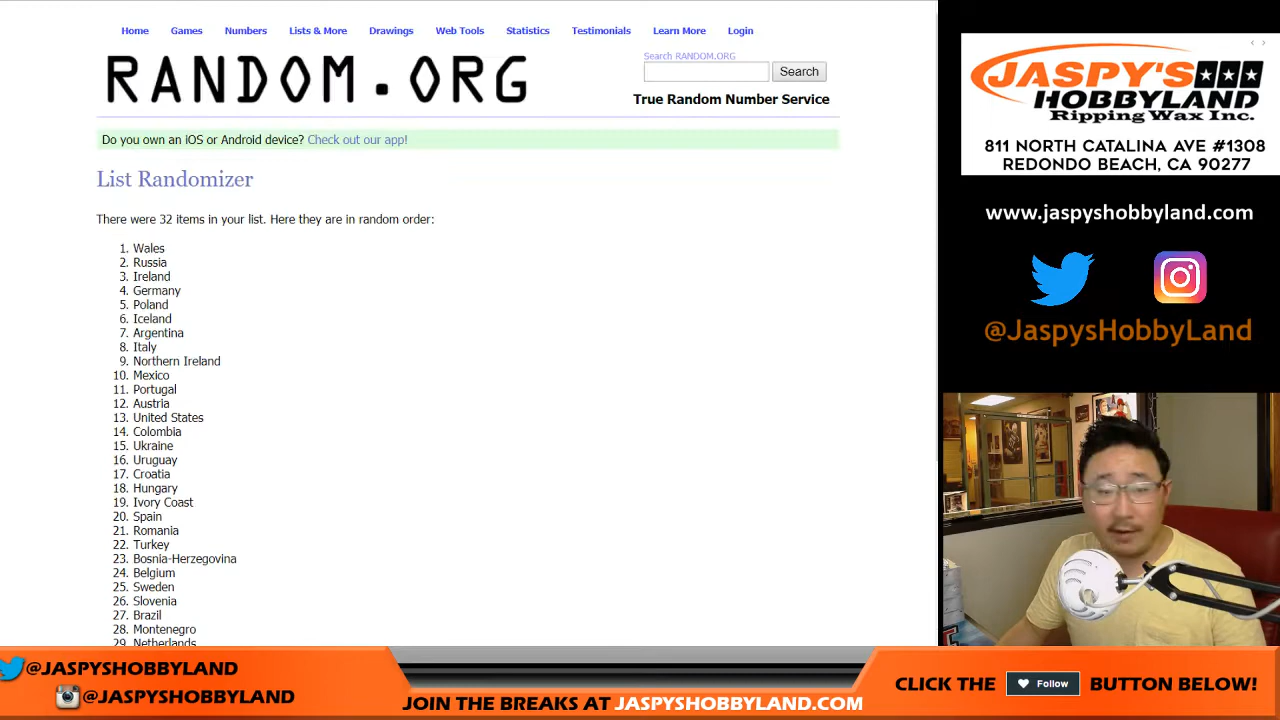 Home Games Numbers Lists & More Drawings Web Tools Statistics Testimonials Learn More Login
RANDOM.ORG
Search RANDOM.ORG
Search
True Random Number Service
Do you own an iOS or Android device? Check out our app!
List Randomizer
There were 32 items in your list. Here they are in random order:
1. Wales
2. Russia
3. Ireland
4. Germany
5. Poland
6. Iceland
7. Argentina
8. Italy
9. Northern Ireland
10. Mexico
11. Portugal
12. Austria
13. United States
14. Colombia
15. Ukraine
16. Uruguay
17. Croatia
18. Hungary
19. Ivory Coast
20. Spain
21. Romania
22. Turkey
23. Bosnia-Herzegovina
24. Belgium
25. Sweden
26. Slovenia
27. Brazil
28. Montenegro
29. Netherlands
JASPY'S
HOBBYLAND
Ripping Wax Inc.
811 NORTH CATALINA AVE #1308
REDONDO BEACH, CA 90277
www.jaspyshobbyland.com
@JaspysHobbyLand
@JASPYSHOBBYLAND
@JASPYSHOBBYLAND
JOIN THE BREAKS AT JASPYSHOBBYLAND.COM
CLICK THE Follow BUTTON BELOW!